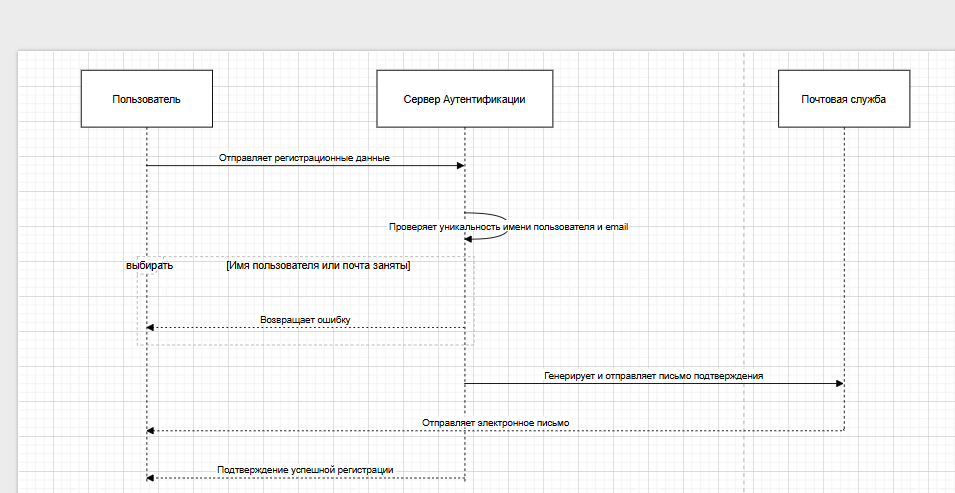 Пользователь
Сервер Аутентификации
Почтовая служба
Отправляет регистрационные данные
Проверяет уникальность имени пользователя и email
выбирать
[Имя пользователя или почта заняты]
Возвращает ошибку
Генерирует и отправляет письмо подтверждения
Отправляет электронное письмо
Подтверждение успешной регистрации